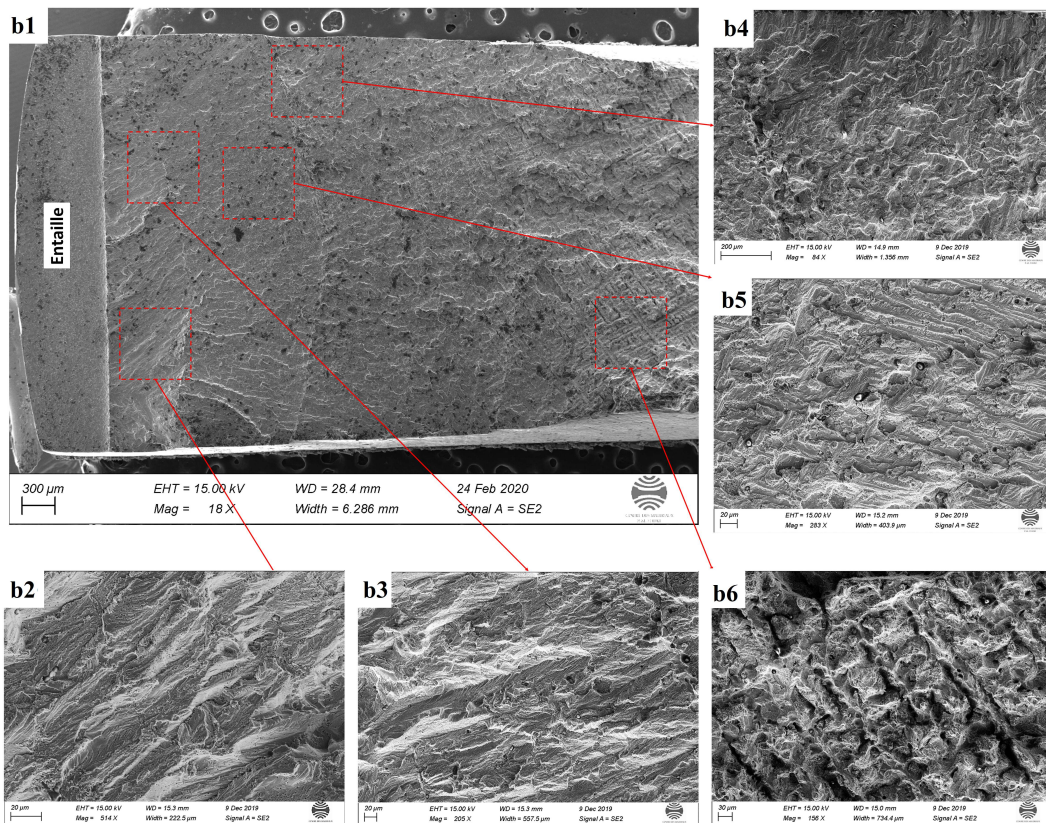 b1
Entaille
300 µm
EHT = 15.00 kV WD = 28.4 mm 24 Feb 2020
Mag = 18 X Width = 6.286 mm Signal A = SE2
b4
200 µm
EHT = 15.00 kV WD = 14.9 mm 9 Dec 2019
Mag = 84 X Width = 1.356 mm Signal A = SE2
b5
20 µm
EHT = 15.00 kV WD = 15.2 mm 9 Dec 2019
Mag = 283 X Width = 403.9 µm Signal A = SE2
b2
20 µm
EHT = 15.00 kV WD = 15.3 mm 9 Dec 2019
Mag = 514 X Width = 222.5 µm Signal A = SE2
b3
20 µm
EHT = 15.00 kV WD = 15.3 mm 9 Dec 2019
Mag = 205 X Width = 557.5 µm Signal A = SE2
b6
30 µm
EHT = 15.00 kV WD = 15.0 mm 9 Dec 2019
Mag = 156 X Width = 734.4 µm Signal A = SE2